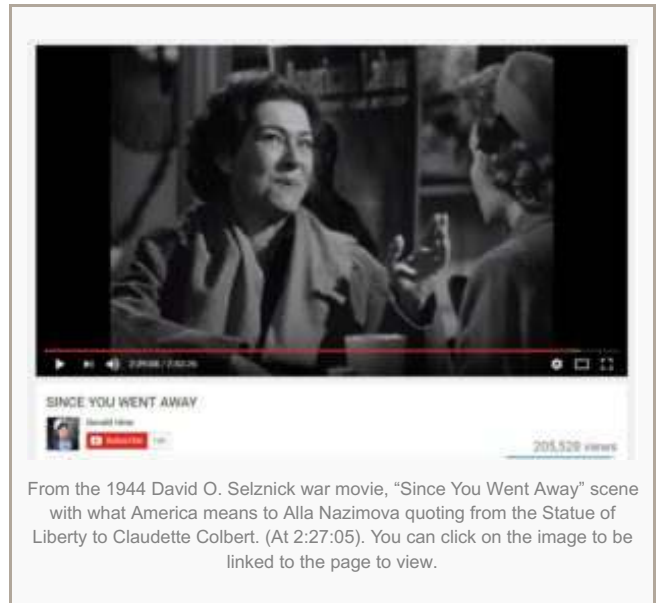 SINCE YOU WENT AWAY
Subscribe
205,528 views
From the 1944 David O. Selznick war movie, “Since You Went Away” scene
with what America means to Alla Nazimova quoting from the Statue of
Liberty to Claudette Colbert. (At 2:27:05). You can click on the image to be
linked to the page to view.